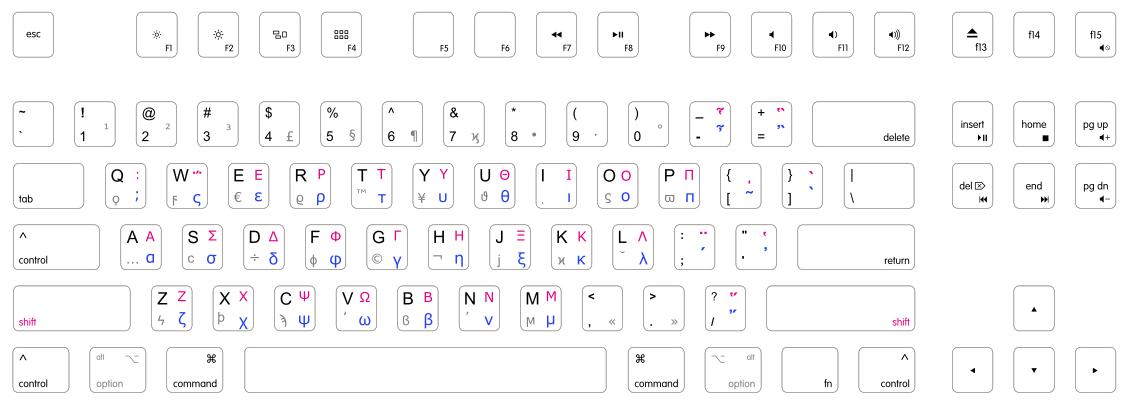 esc F1 F2 F3 F4 F5 F6 F7 F8 F9 F10 F11 F12 f13 f14 f15
~ ! @ # $ % ^ & * ( ) _ + insert home pg up
` 1 ¹ 2 ² 3 ³ 4 £ 5 § 6 ¶ 7 ϗ 8 • 9 · 0 ° - = delete
tab Q : W E Ε R Ρ T Τ Y Υ U Θ I Ι O Ο P Π { } | del end pg dn
ϙ ; ϝ ς € ε ϱ ρ ™ τ ¥ υ ϑ θ ι ϛ ο ϖ π [ ] \
^ A Α S Σ D Δ F Φ G Γ H Η J Ξ K Κ L Λ : "
control … α c σ ÷ δ ϕ φ © γ ¬ η j ξ ϰ κ ˘ λ ; ' return
Z Ζ X Χ C Ψ V Ω B Β N Ν M Μ < > ?
shift ϟ ζ þ χ ϡ ψ ω ϐ β ν μ , « . » / shift
^ alt ⌥ ⌘ ⌘ ⌥ alt ^
control option command command option fn control